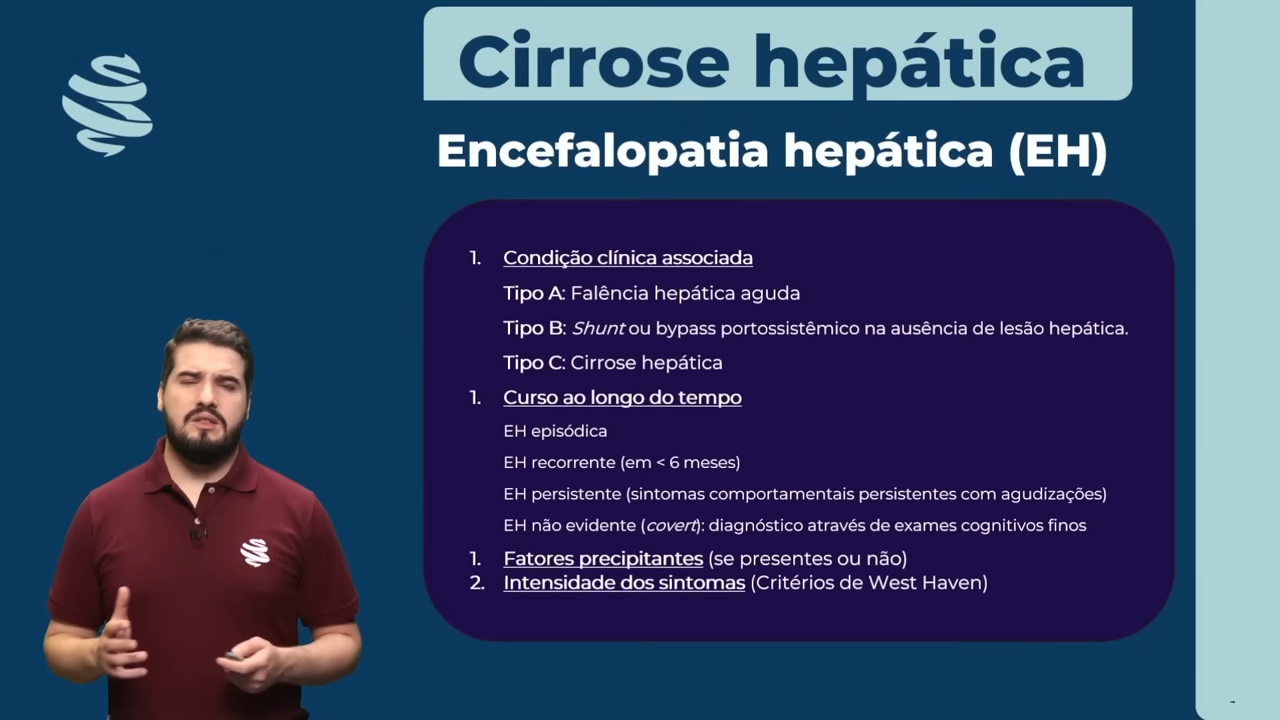 Cirrose hepática
Encefalopatia hepática (EH)
1. Condição clínica associada
Tipo A: Falência hepática aguda
Tipo B: Shunt ou bypass portossistêmico na ausência de lesão hepática.
Tipo C: Cirrose hepática
1. Curso ao longo do tempo
EH episódica
EH recorrente (em < 6 meses)
EH persistente (sintomas comportamentais persistentes com agudizações)
EH não evidente (covert): diagnóstico através de exames cognitivos finos
1. Fatores precipitantes (se presentes ou não)
2. Intensidade dos sintomas (Critérios de West Haven)